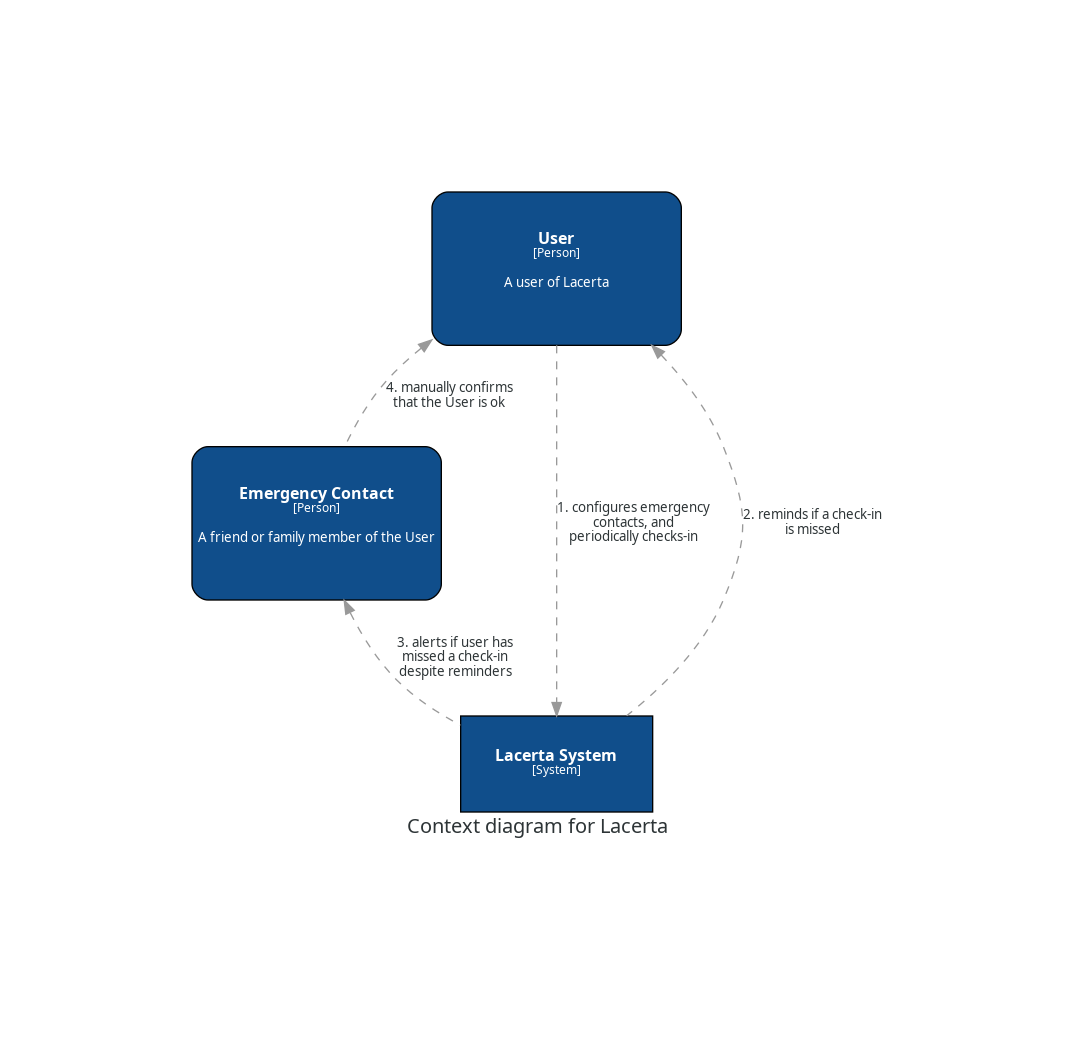 User
[Person]
A user of Lacerta
4. manually confirms
that the User is ok
Emergency Contact
[Person]
A friend or family member of the User
1. configures emergency
contacts, and
periodically checks-in
2. reminds if a check-in
is missed
3. alerts if user has
missed a check-in
despite reminders
Lacerta System
[System]
Context diagram for Lacerta